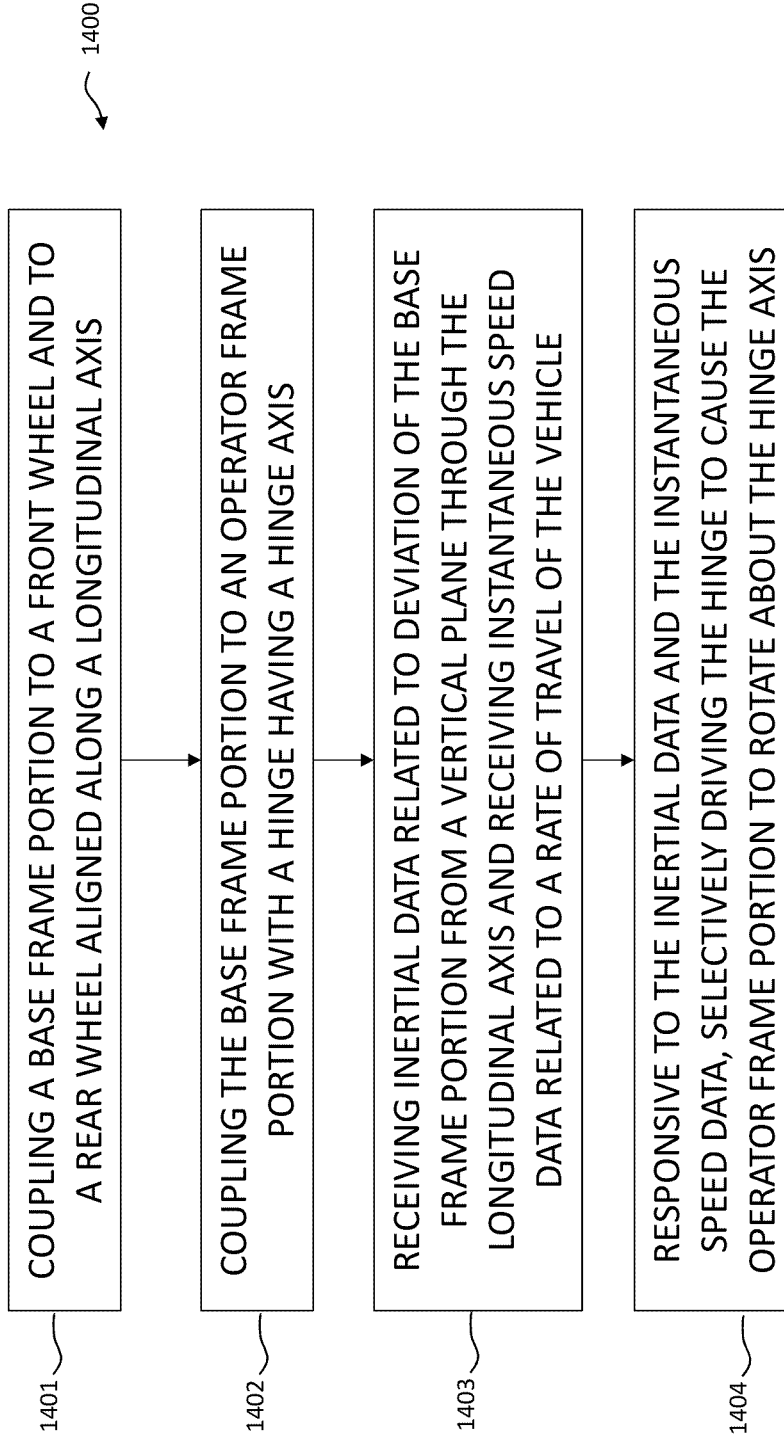 1400
1401
COUPLING A BASE FRAME PORTION TO A FRONT WHEEL AND TO
A REAR WHEEL ALIGNED ALONG A LONGITUDINAL AXIS
1402
COUPLING THE BASE FRAME PORTION TO AN OPERATOR FRAME
PORTION WITH A HINGE HAVING A HINGE AXIS
1403
RECEIVING INERTIAL DATA RELATED TO DEVIATION OF THE BASE
FRAME PORTION FROM A VERTICAL PLANE THROUGH THE
LONGITUDINAL AXIS AND RECEIVING INSTANTANEOUS SPEED
DATA RELATED TO A RATE OF TRAVEL OF THE VEHICLE
1404
RESPONSIVE TO THE INERTIAL DATA AND THE INSTANTANEOUS
SPEED DATA, SELECTIVELY DRIVING THE HINGE TO CAUSE THE
OPERATOR FRAME PORTION TO ROTATE ABOUT THE HINGE AXIS